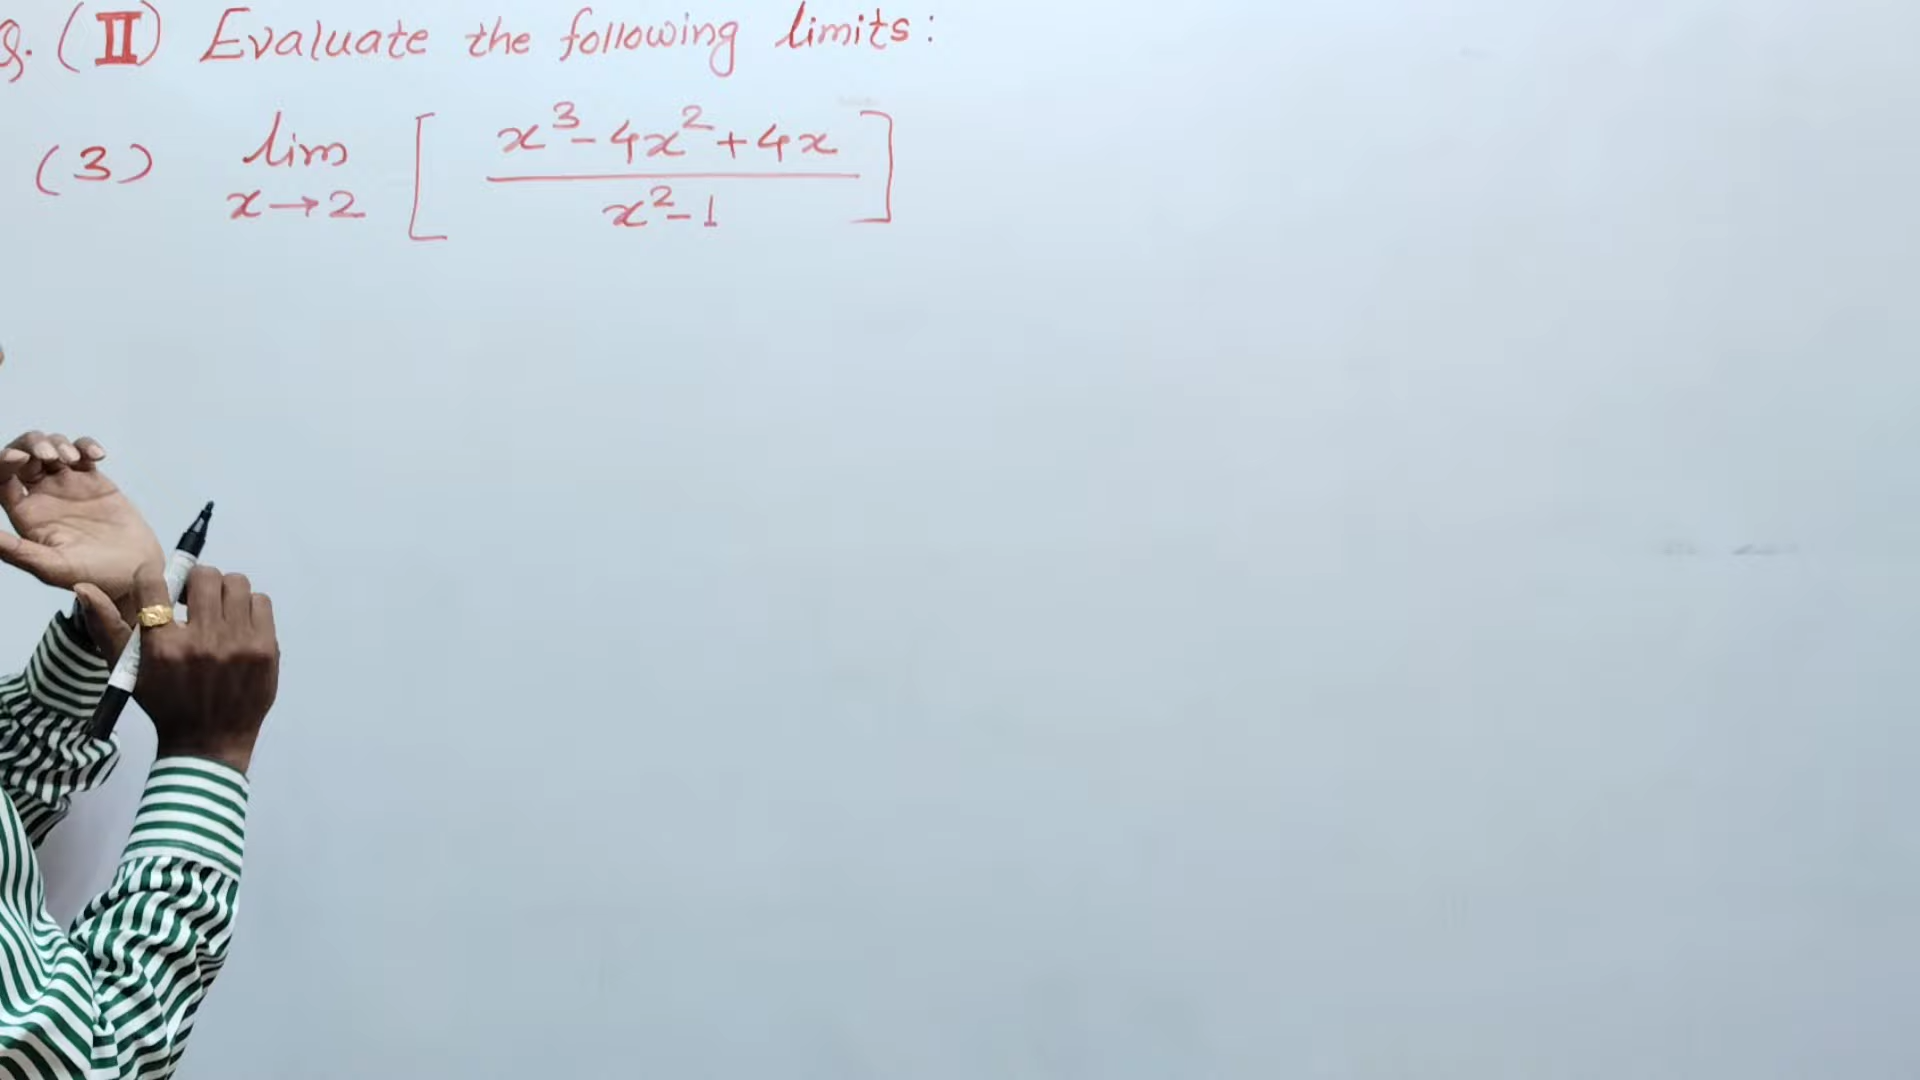 Q. (II) Evaluate the following limits:
(3) lim x→2 [ x³-4x²+4x / x²-1 ]